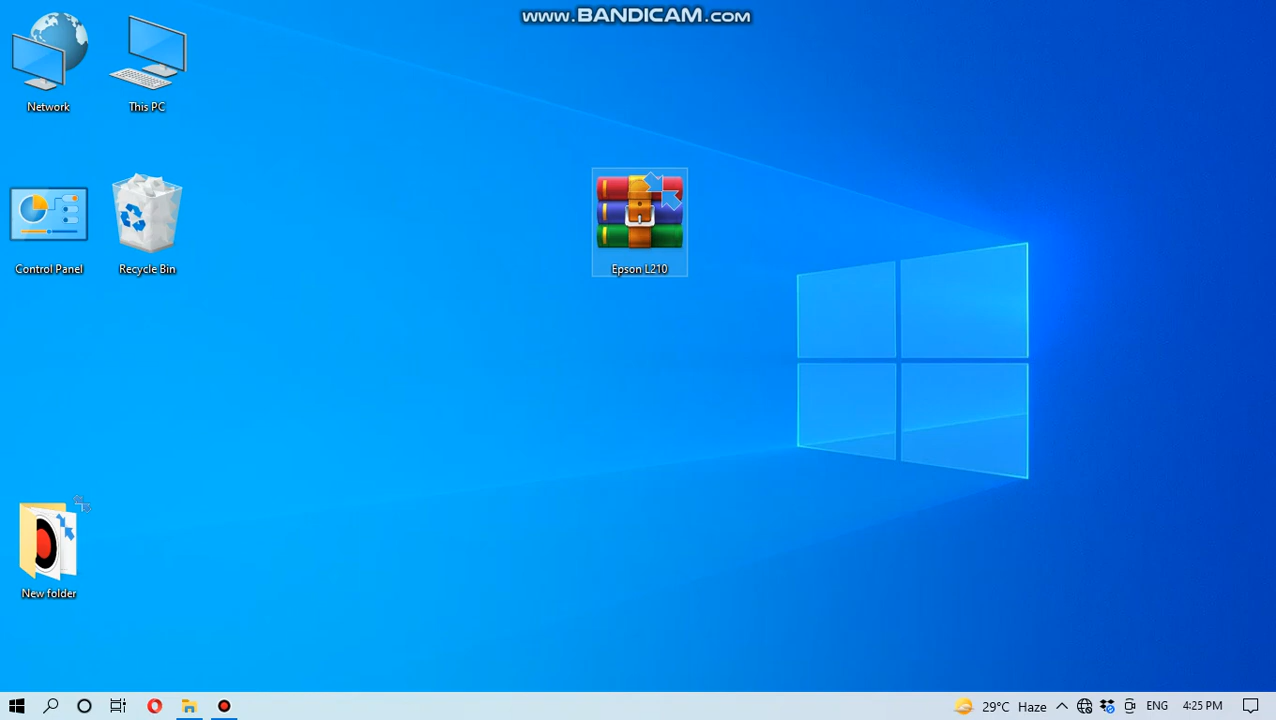 WWW.BANDICAM.COM
Network
This PC
Control Panel
Recycle Bin
Epson L210
New folder
29°C Haze
ENG
4:25 PM